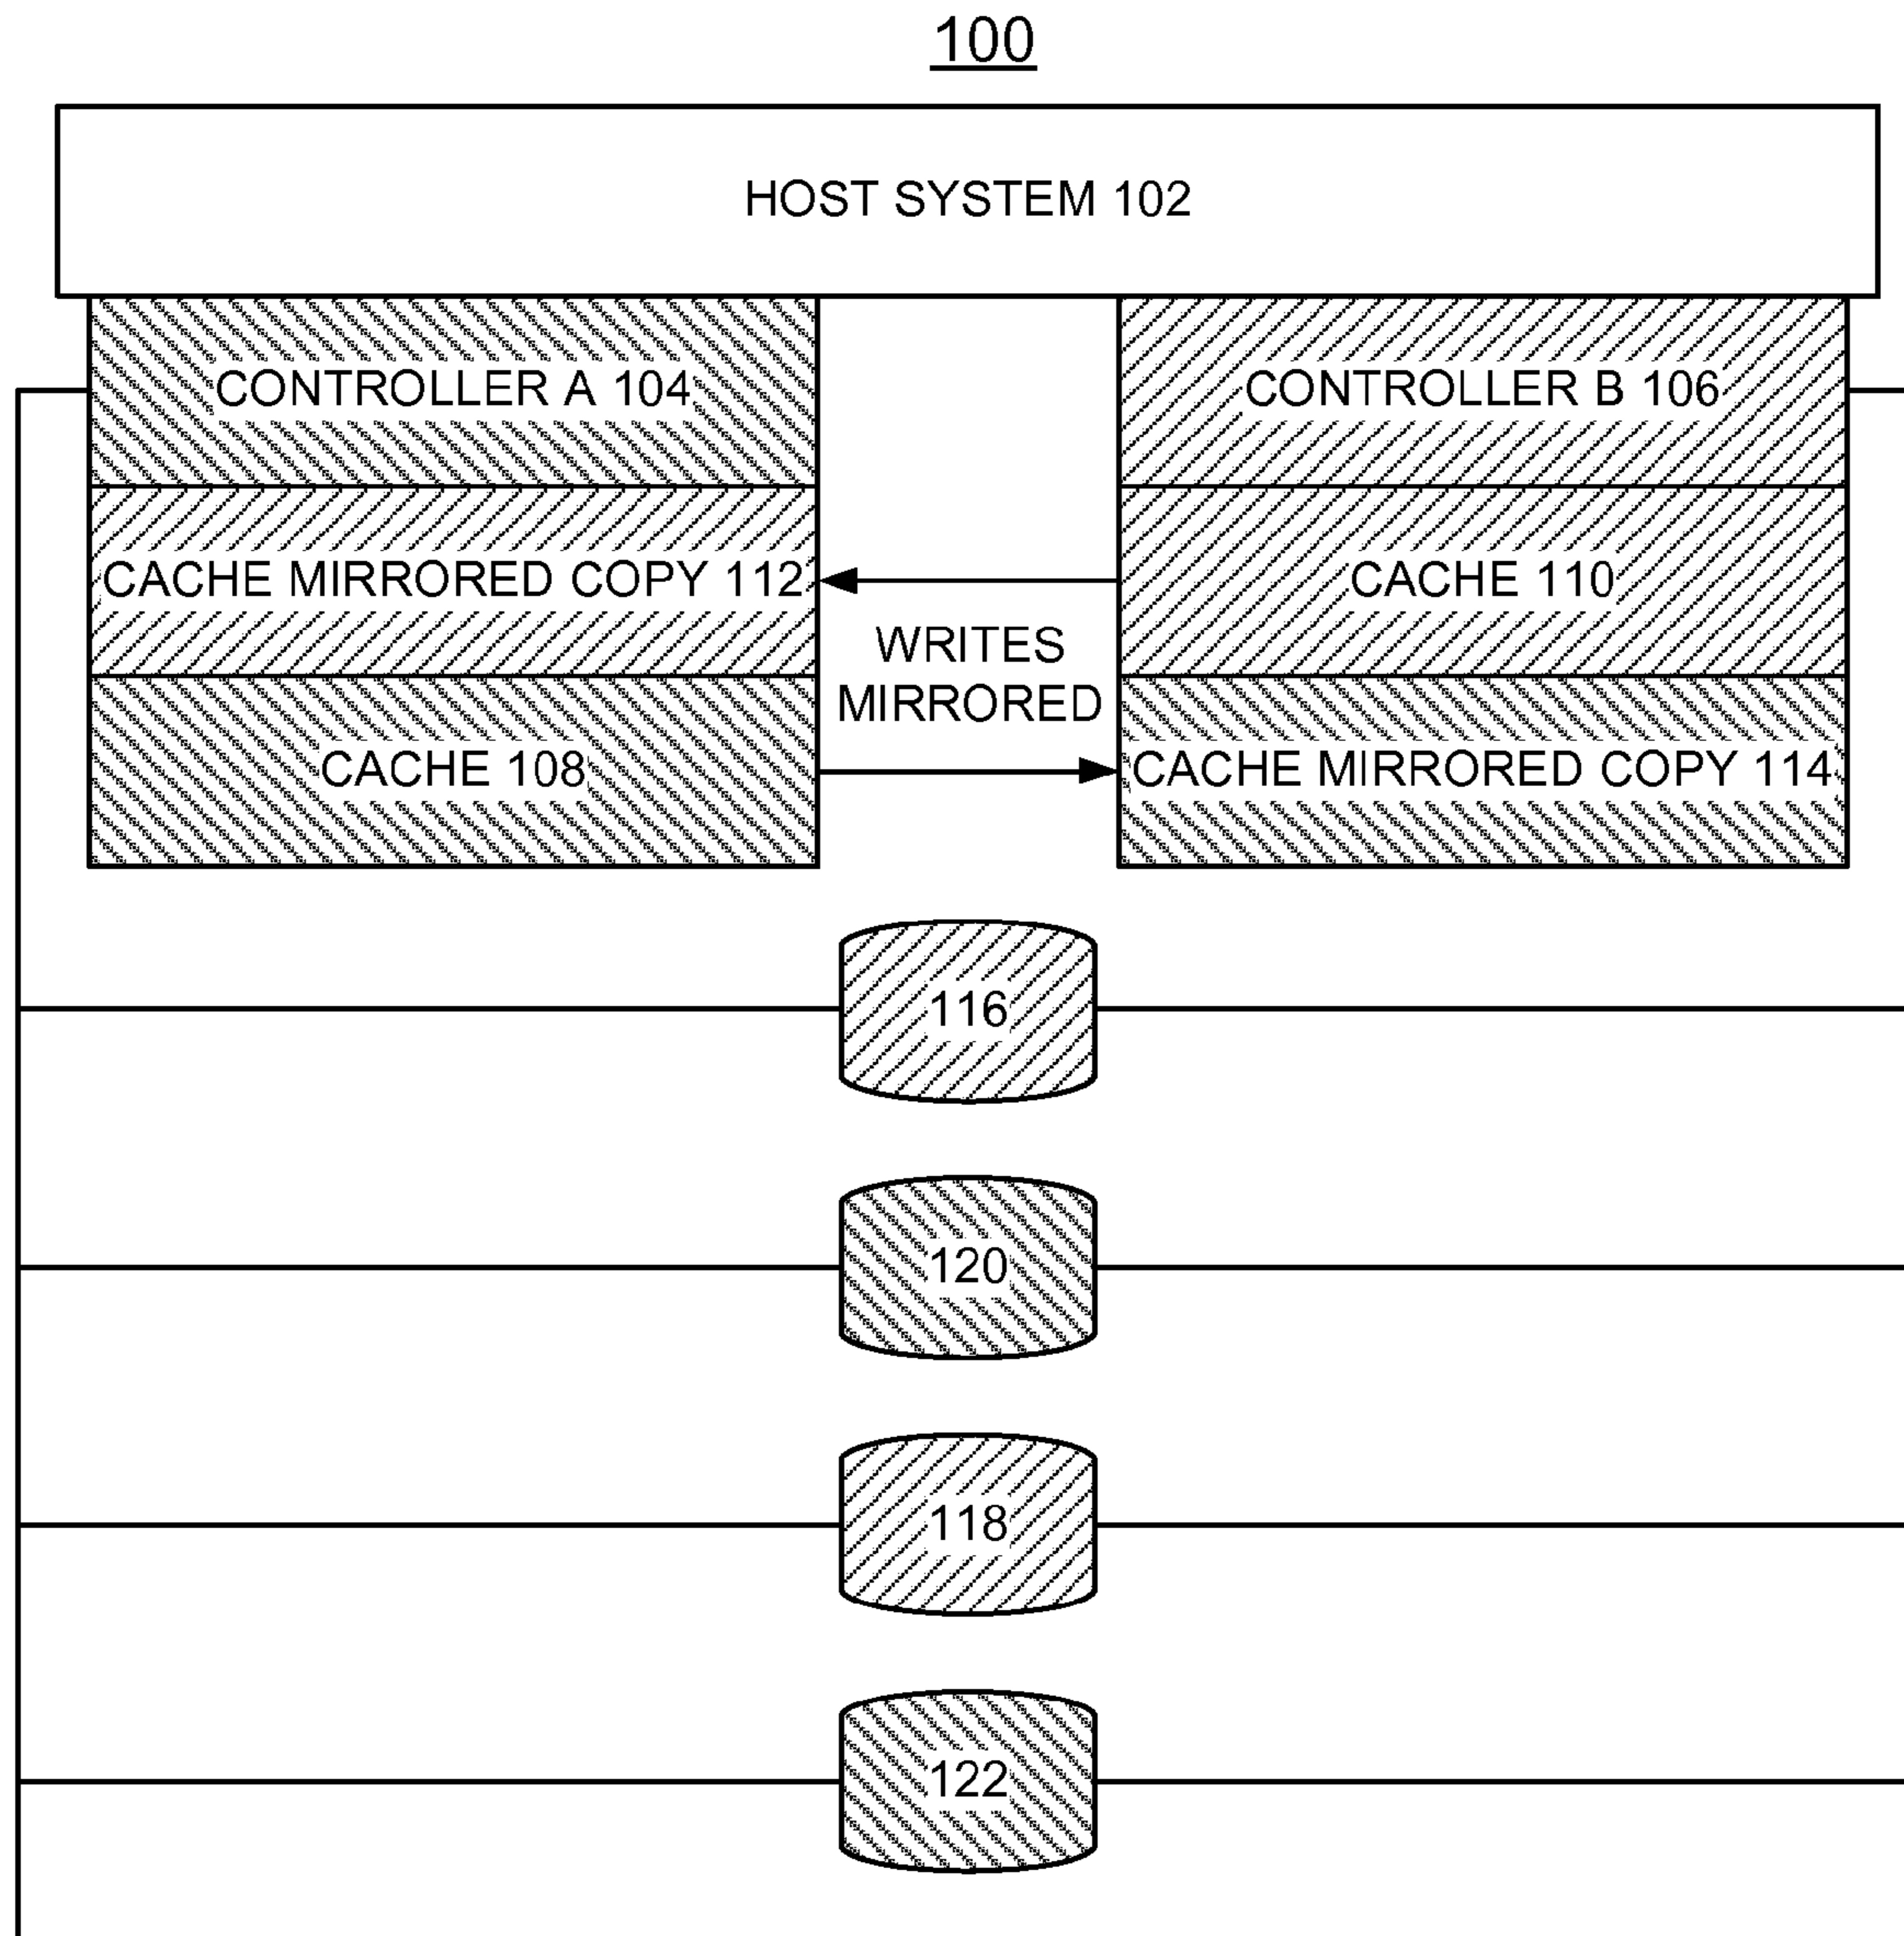 100
HOST SYSTEM 102
CONTROLLER A 104
CONTROLLER B 106
CACHE MIRRORED COPY 112
CACHE 110
WRITES
MIRRORED
CACHE 108
CACHE MIRRORED COPY 114
116
120
118
122